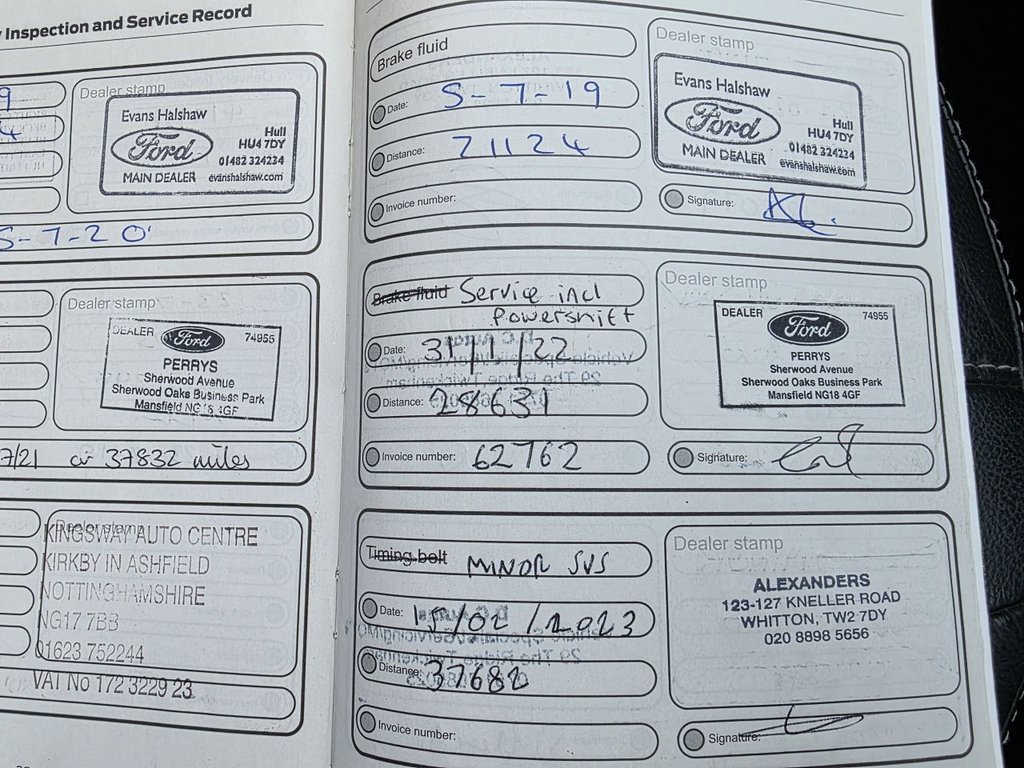 Inspection and Service Record
9
4
Dealer stamp
Evans Halshaw
Ford
Hull
HU4 7DY
01482 324234
MAIN DEALER evanshalshaw.com
5-7-20
Dealer stamp
DEALER Ford 74955
PERRYS
Sherwood Avenue
Sherwood Oaks Business Park
Mansfield NG18 4GF
7/21 or 37832 miles
Dealer stamp
KINGSWAY AUTO CENTRE
KIRKBY IN ASHFIELD
NOTTINGHAMSHIRE
NG17 7BB
01623 752244
VAT No 172 3229 23
Brake fluid
Date: 5-7-19
Distance: 21124
Invoice number:
Dealer stamp
Evans Halshaw
Ford
Hull
HU4 7DY
01482 324234
MAIN DEALER evanshalshaw.com
Signature:
Brake fluid Service incl
Powershift
Date: 31/1/22
Distance: 28631
Invoice number: 62762
Dealer stamp
DEALER Ford 74955
PERRYS
Sherwood Avenue
Sherwood Oaks Business Park
Mansfield NG18 4GF
Signature:
Timing belt MINOR SVS
Date: 15/02/2023
Distance: 37682
Invoice number:
Dealer stamp
ALEXANDERS
123-127 KNELLER ROAD
WHITTON, TW2 7DY
020 8898 5656
Signature: